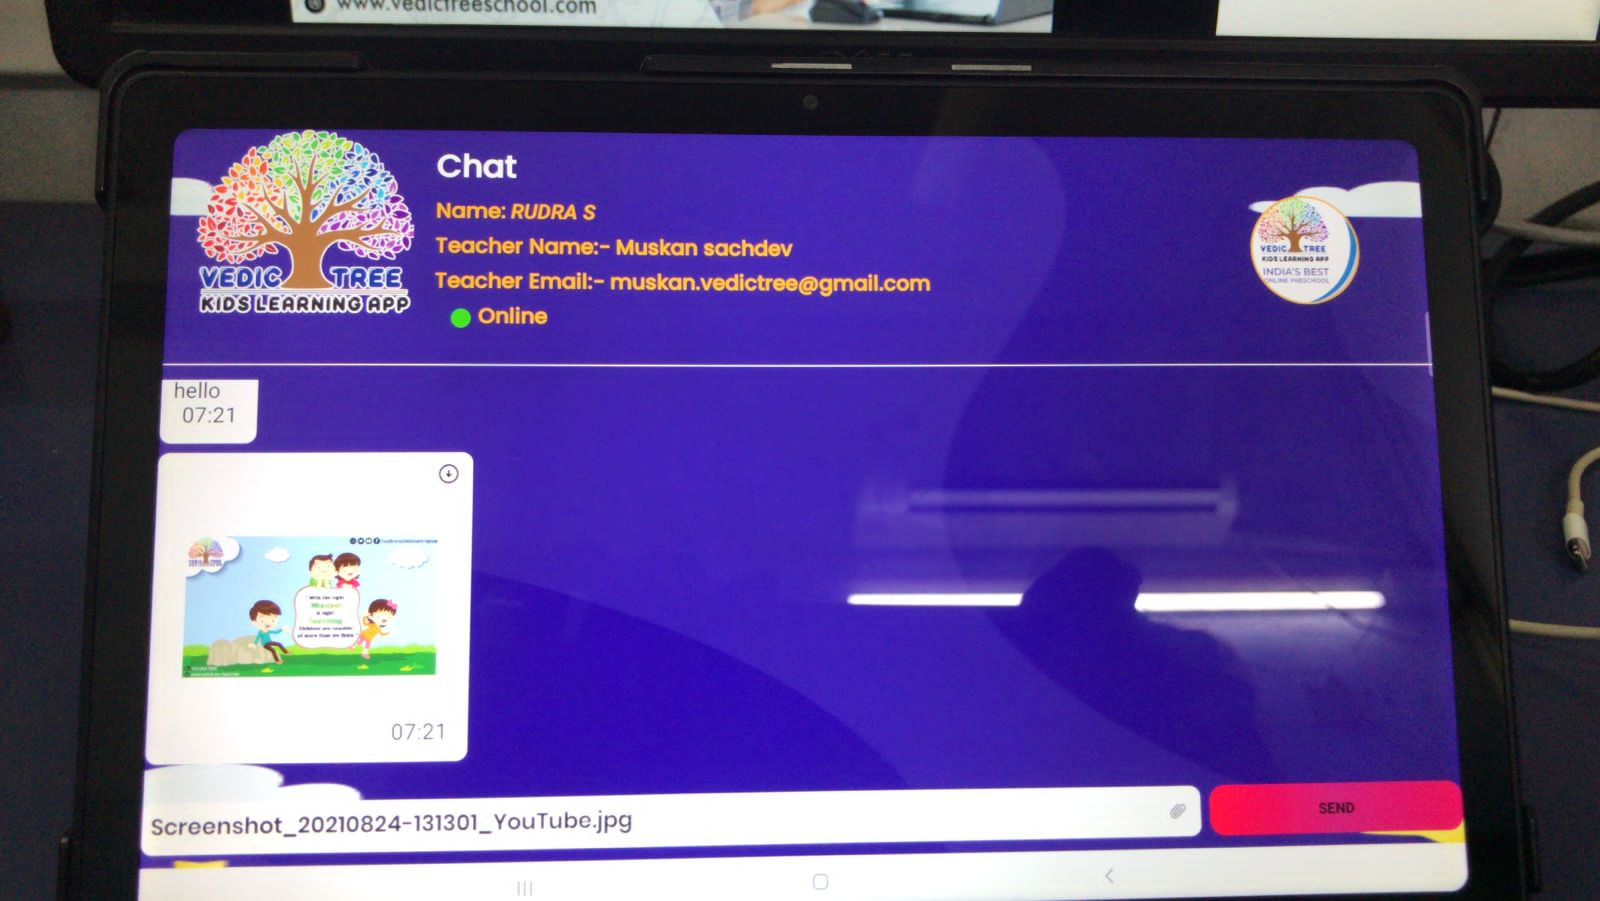 www.vedictreeschool.com
Chat
Name: RUDRA S
Teacher Name:- Muskan sachdev
Teacher Email:- muskan.vedictree@gmail.com
Online
VEDIC TREE
KIDS LEARNING APP
VEDIC TREE
KIDS LEARNING APP
INDIA'S BEST
ONLINE PRESCHOOL
hello
07:21
07:21
Screenshot_20210824-131301_YouTube.jpg
SEND